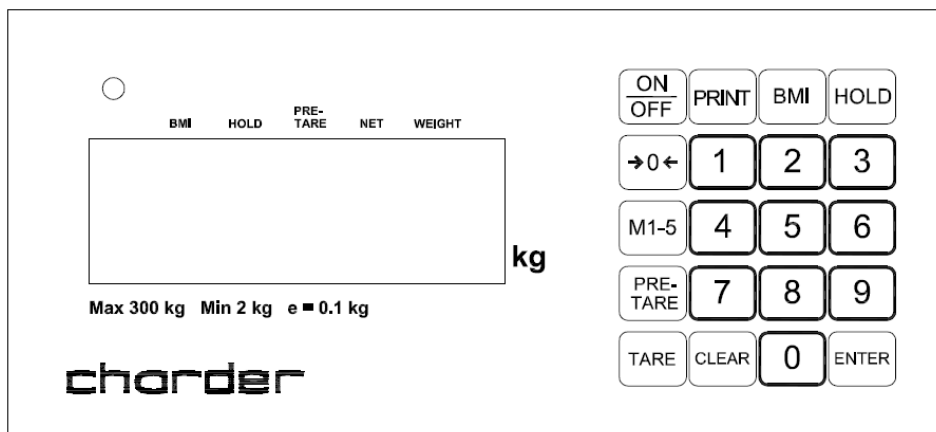 BMI HOLD PRE-TARE NET WEIGHT
kg
Max 300 kg Min 2 kg e = 0.1 kg
charder
ON
OFF
PRINT BMI HOLD
→0← 1 2 3
M1-5 4 5 6
PRE-
TARE
7 8 9
TARE CLEAR 0 ENTER